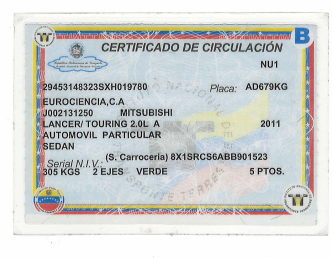 B
CERTIFICADO DE CIRCULACIÓN
NU1
29453148323SXH019780 Placa: AD679KG
EUROCIENCIA,C.A
J002131250 MITSUBISHI
LANCER/ TOURING 2.0L A 2011
AUTOMOVIL PARTICULAR
SEDAN
(S. Carroceria) 8X1SRCS6ABB901523
Serial N.I.V.:
305 KGS 2 EJES VERDE 5 PTOS.